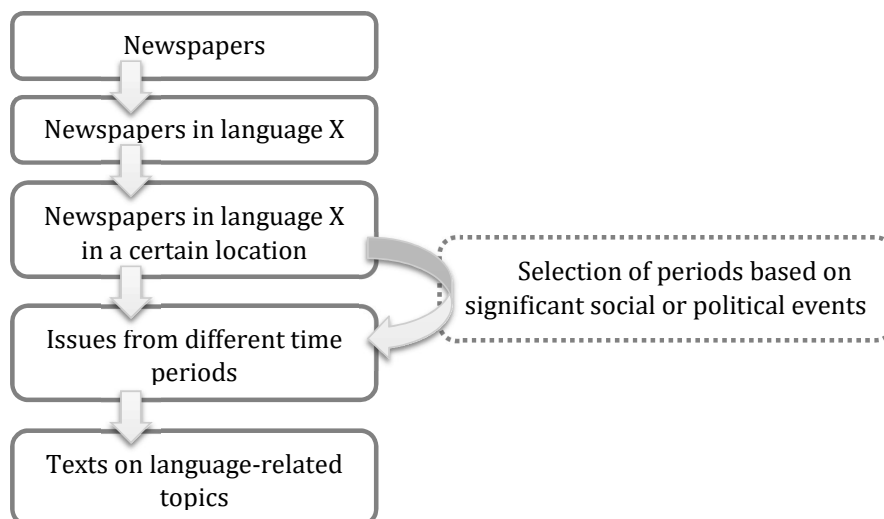 Newspapers
Newspapers in language X
Newspapers in language X
in a certain location
Selection of periods based on
significant social or political events
Issues from different time
periods
Texts on language-related
topics